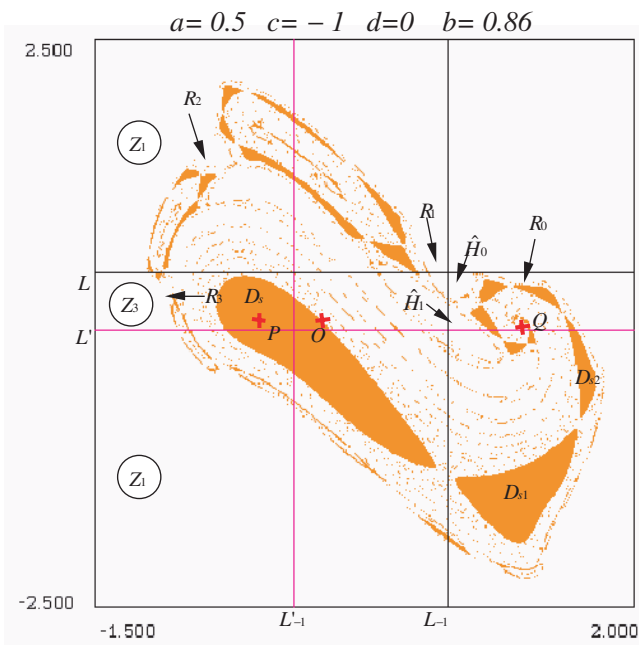 a= 0.5 c= − 1 d=0 b= 0.86
2.500
R₂
Z₁
R₁
Ĥ₀
R₀
L
Z₃
R₃
Dₛ
Ĥ₁
P
O
Q
L'
Dₛ₂
Z₁
Dₛ₁
-2.500
-1.500
L'₋₁
L₋₁
2.000